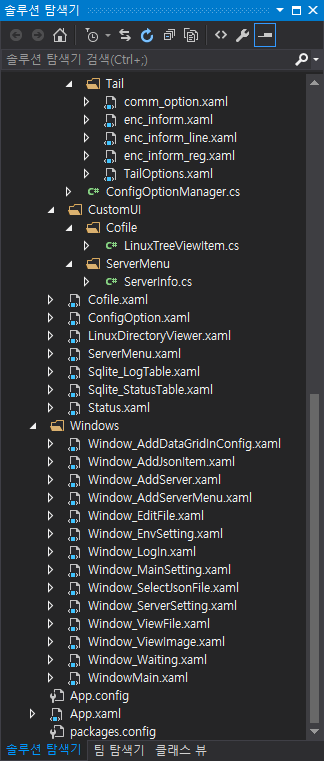 솔루션 탐색기
솔루션 탐색기 검색(Ctrl+;)
Tail
comm_option.xaml
enc_inform.xaml
enc_inform_line.xaml
enc_inform_reg.xaml
TailOptions.xaml
C# ConfigOptionManager.cs
CustomUI
Cofile
C# LinuxTreeViewItem.cs
ServerMenu
C# ServerInfo.cs
Cofile.xaml
ConfigOption.xaml
LinuxDirectoryViewer.xaml
ServerMenu.xaml
Sqlite_LogTable.xaml
Sqlite_StatusTable.xaml
Status.xaml
Windows
Window_AddDataGridInConfig.xaml
Window_AddJsonItem.xaml
Window_AddServer.xaml
Window_AddServerMenu.xaml
Window_EditFile.xaml
Window_EnvSetting.xaml
Window_LogIn.xaml
Window_MainSetting.xaml
Window_SelectJsonFile.xaml
Window_ServerSetting.xaml
Window_ViewFile.xaml
Window_ViewImage.xaml
Window_Waiting.xaml
WindowMain.xaml
App.config
App.xaml
packages.config
솔루션 탐색기 팀 탐색기 클래스 뷰